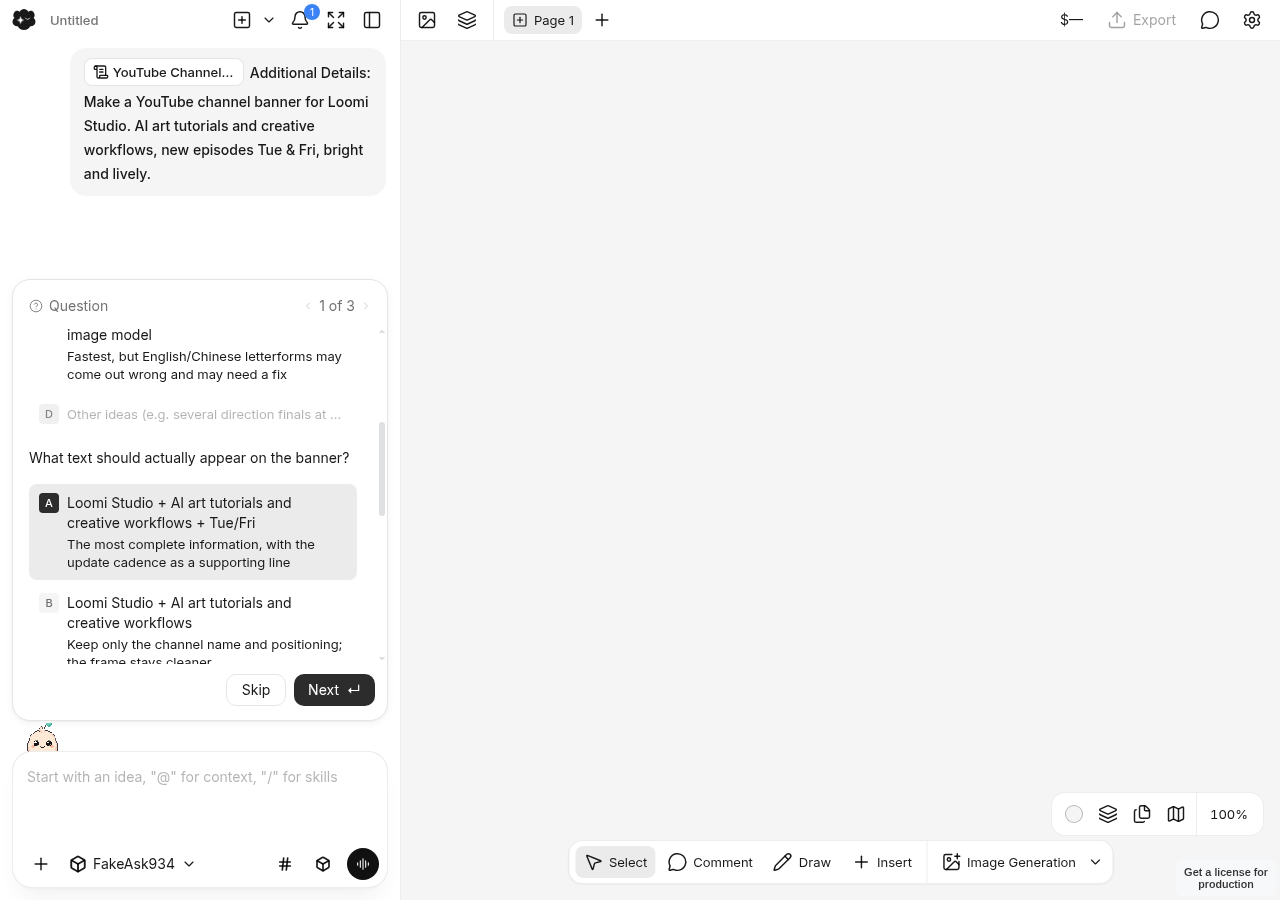 Untitled
1
Page 1
$—
Export
YouTube Channel... Additional Details:
Make a YouTube channel banner for Loomi
Studio. AI art tutorials and creative
workflows, new episodes Tue & Fri, bright
and lively.
Question
1 of 3
image model
Fastest, but English/Chinese letterforms may
come out wrong and may need a fix
D Other ideas (e.g. several direction finals at ...
What text should actually appear on the banner?
A Loomi Studio + AI art tutorials and
creative workflows + Tue/Fri
The most complete information, with the
update cadence as a supporting line
B Loomi Studio + AI art tutorials and
creative workflows
Keep only the channel name and positioning;
the frame stays cleaner
Skip
Next
Start with an idea, "@" for context, "/" for skills
FakeAsk934
100%
Select
Comment
Draw
Insert
Image Generation
Get a license for
production